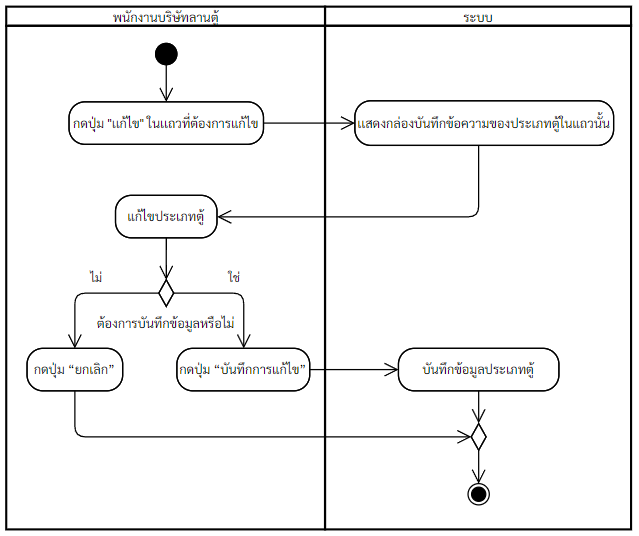 พนักงานบริษัทลานตู้
ระบบ
กดปุ่ม "แก้ไข" ในแถวที่ต้องการแก้ไข
แสดงกล่องบันทึกข้อความของประเภทตู้ในแถวนั้น
แก้ไขประเภทตู้
ไม่
ใช่
ต้องการบันทึกข้อมูลหรือไม่
กดปุ่ม “ยกเลิก”
กดปุ่ม “บันทึกการแก้ไข”
บันทึกข้อมูลประเภทตู้